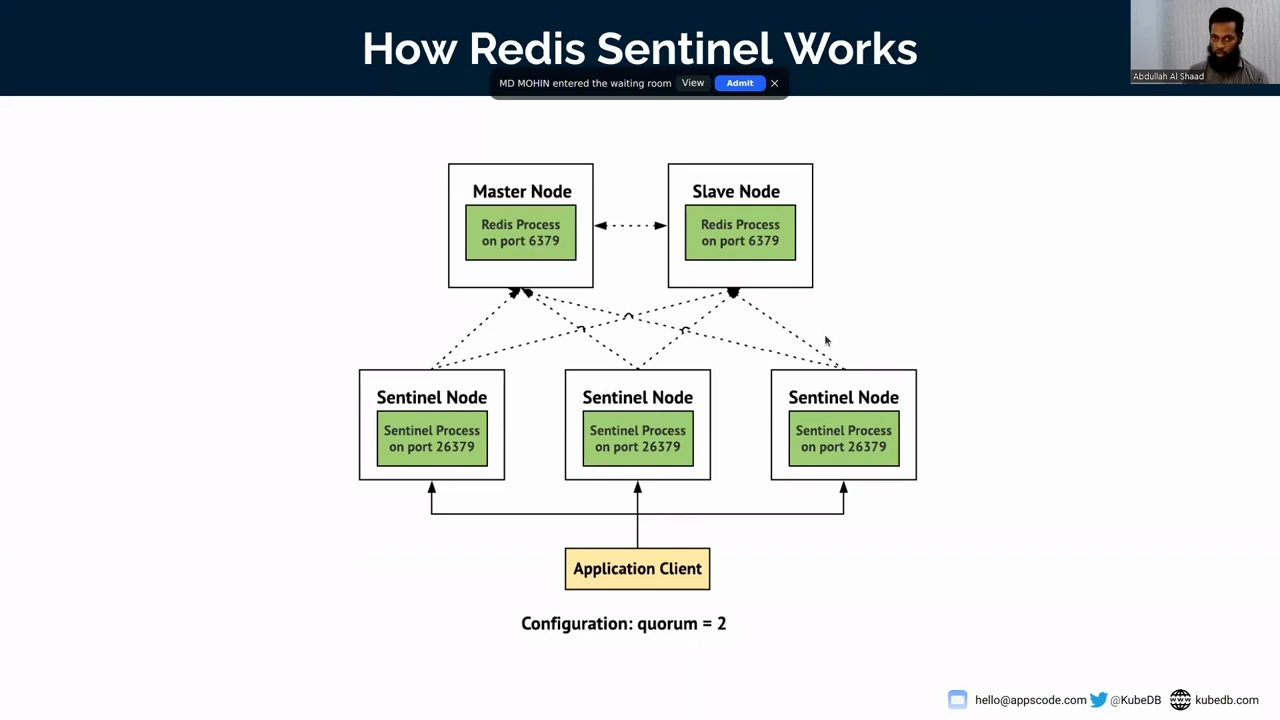 How Redis Sentinel Works
MD MOHIN entered the waiting room View Admit
Abdullah Al Shaad
Master Node
Redis Process
on port 6379
Slave Node
Redis Process
on port 6379
Sentinel Node
Sentinel Process
on port 26379
Sentinel Node
Sentinel Process
on port 26379
Sentinel Node
Sentinel Process
on port 26379
Application Client
Configuration: quorum = 2
hello@appscode.com @KubeDB www kubedb.com